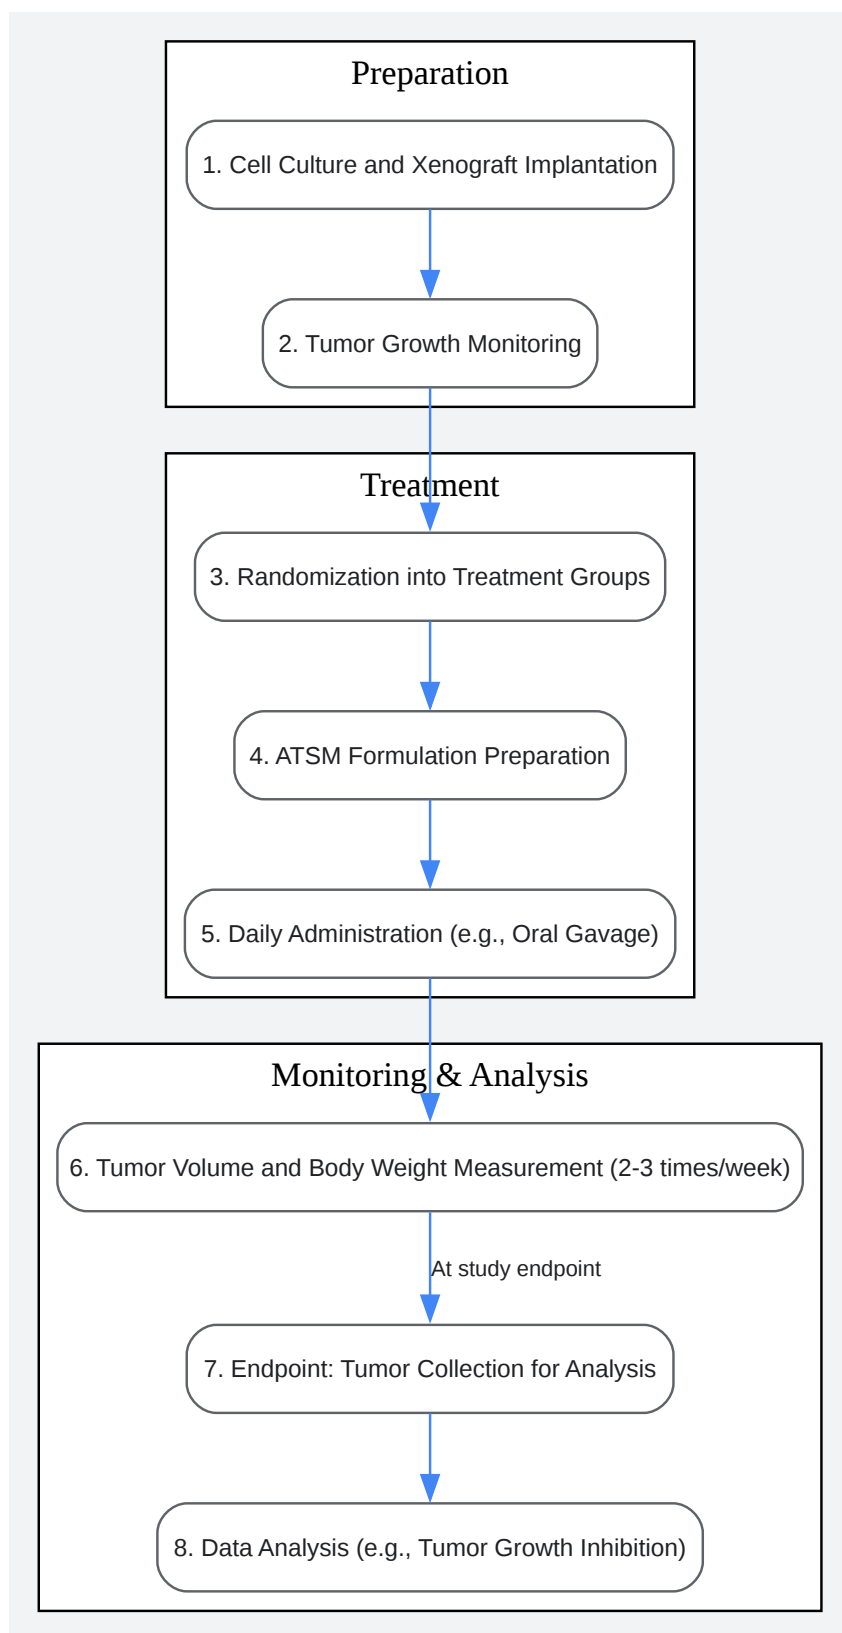 Preparation
1. Cell Culture and Xenograft Implantation
2. Tumor Growth Monitoring
Treatment
3. Randomization into Treatment Groups
4. ATSM Formulation Preparation
5. Daily Administration (e.g., Oral Gavage)
Monitoring & Analysis
6. Tumor Volume and Body Weight Measurement (2-3 times/week)
At study endpoint
7. Endpoint: Tumor Collection for Analysis
8. Data Analysis (e.g., Tumor Growth Inhibition)